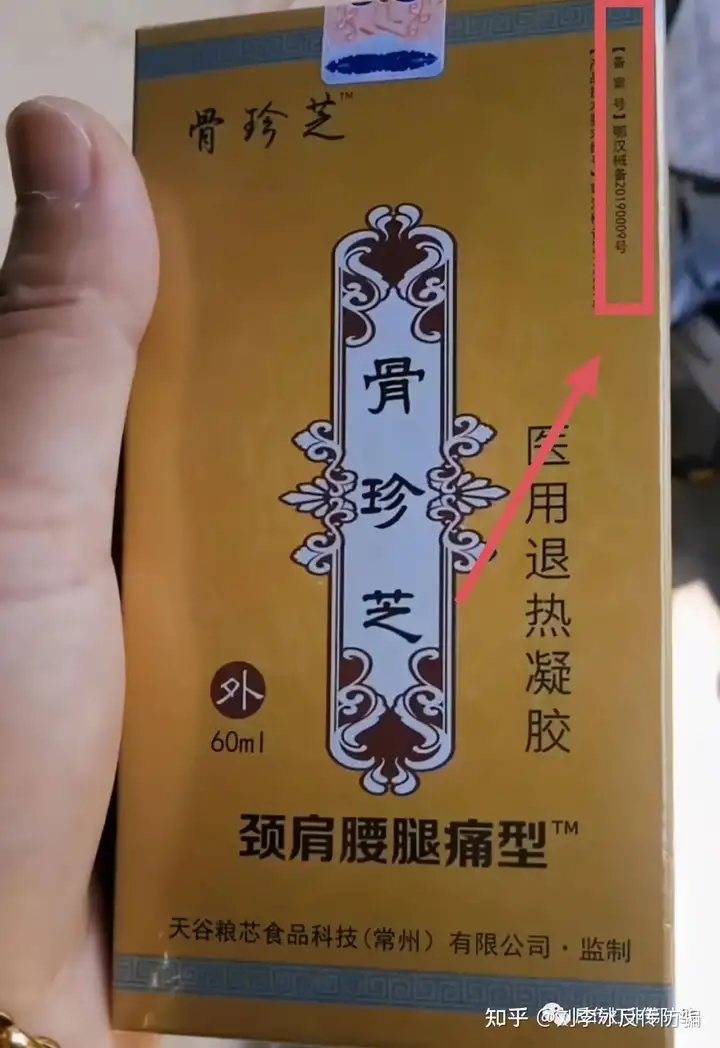 骨珍芝™
【备案号】鄂汉械备20190009号
骨珍芝
医用退热凝胶
外
60ml
颈肩腰腿痛型™
天谷粮芯食品科技(常州)有限公司·监制
知乎 @刘李冰反传防骗